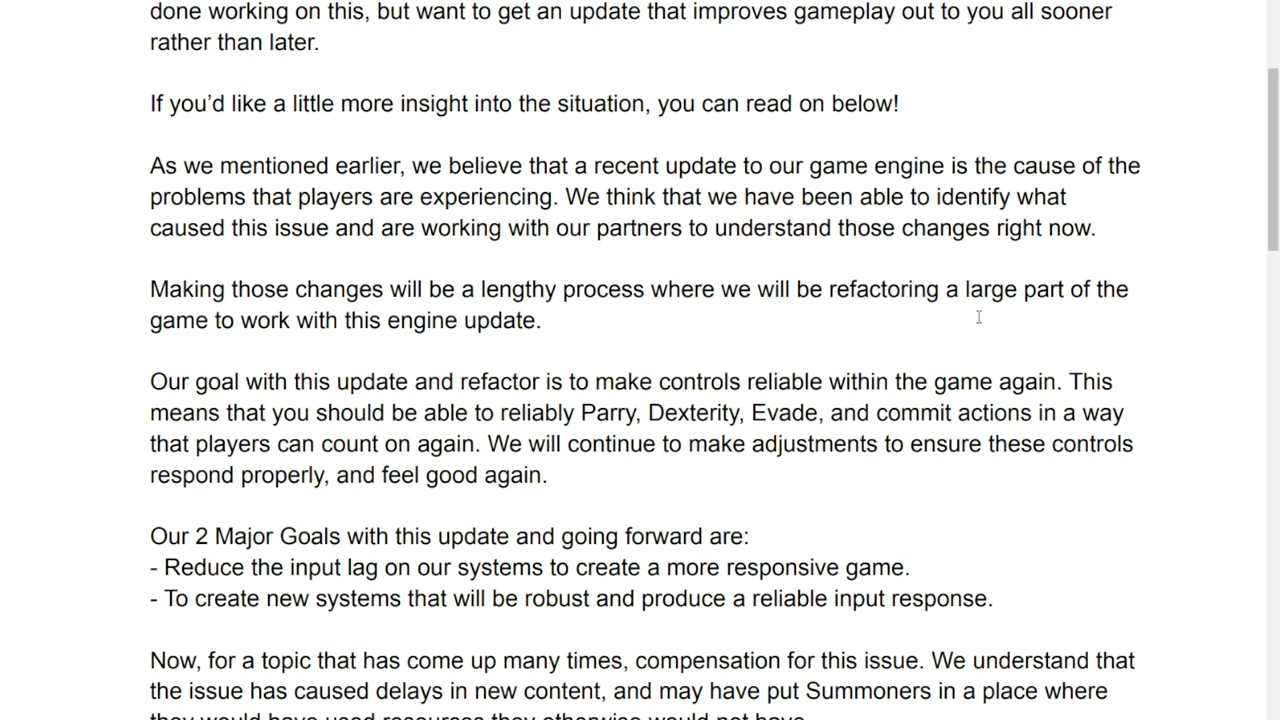 done working on this, but want to get an update that improves gameplay out to you all sooner
rather than later.
If you’d like a little more insight into the situation, you can read on below!
As we mentioned earlier, we believe that a recent update to our game engine is the cause of the
problems that players are experiencing. We think that we have been able to identify what
caused this issue and are working with our partners to understand those changes right now.
Making those changes will be a lengthy process where we will be refactoring a large part of the
game to work with this engine update.
Our goal with this update and refactor is to make controls reliable within the game again. This
means that you should be able to reliably Parry, Dexterity, Evade, and commit actions in a way
that players can count on again. We will continue to make adjustments to ensure these controls
respond properly, and feel good again.
Our 2 Major Goals with this update and going forward are:
- Reduce the input lag on our systems to create a more responsive game.
- To create new systems that will be robust and produce a reliable input response.
Now, for a topic that has come up many times, compensation for this issue. We understand that
the issue has caused delays in new content, and may have put Summoners in a place where
they would have used resources they otherwise would not have.